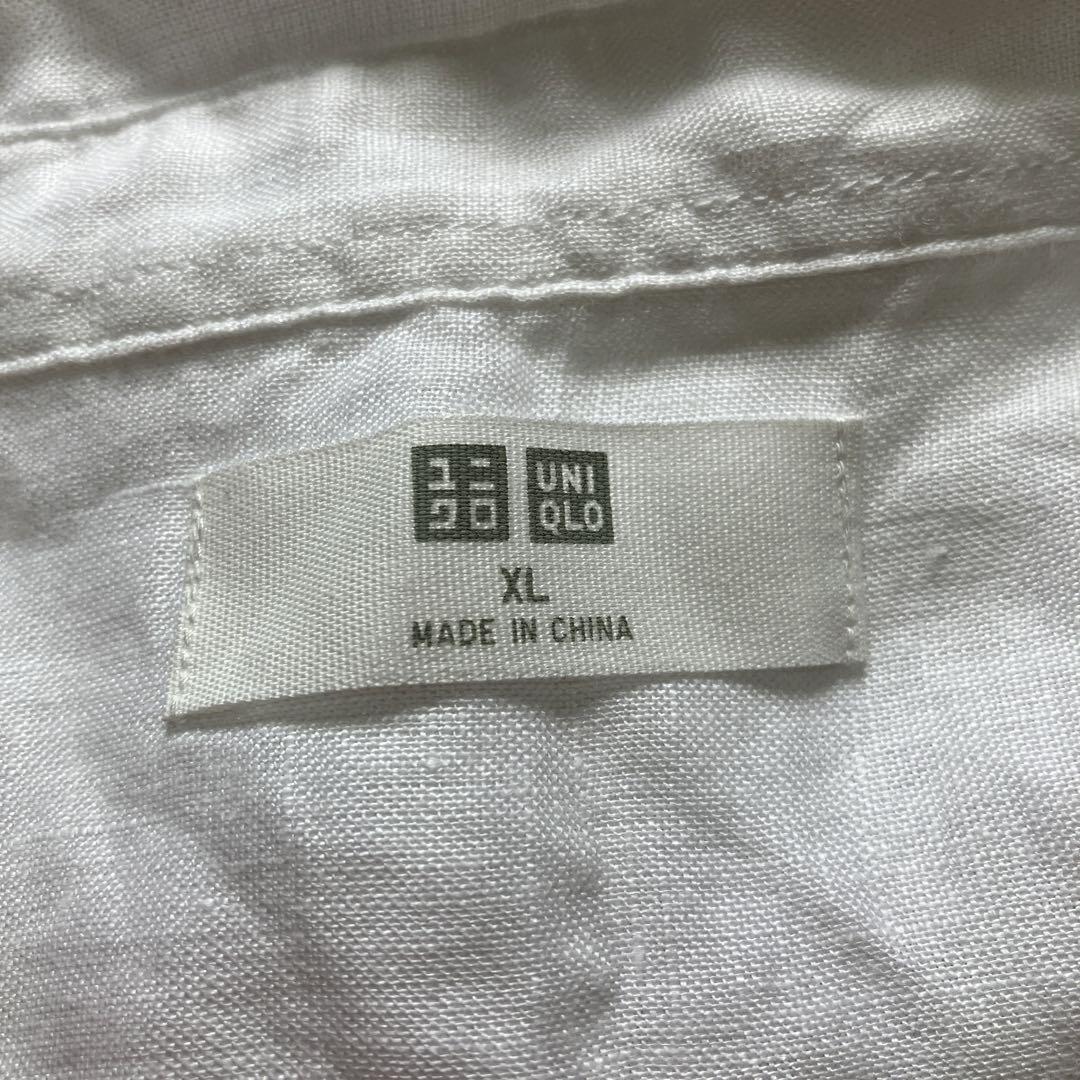 ユニ UNI
クロ QLO
XL
MADE IN CHINA